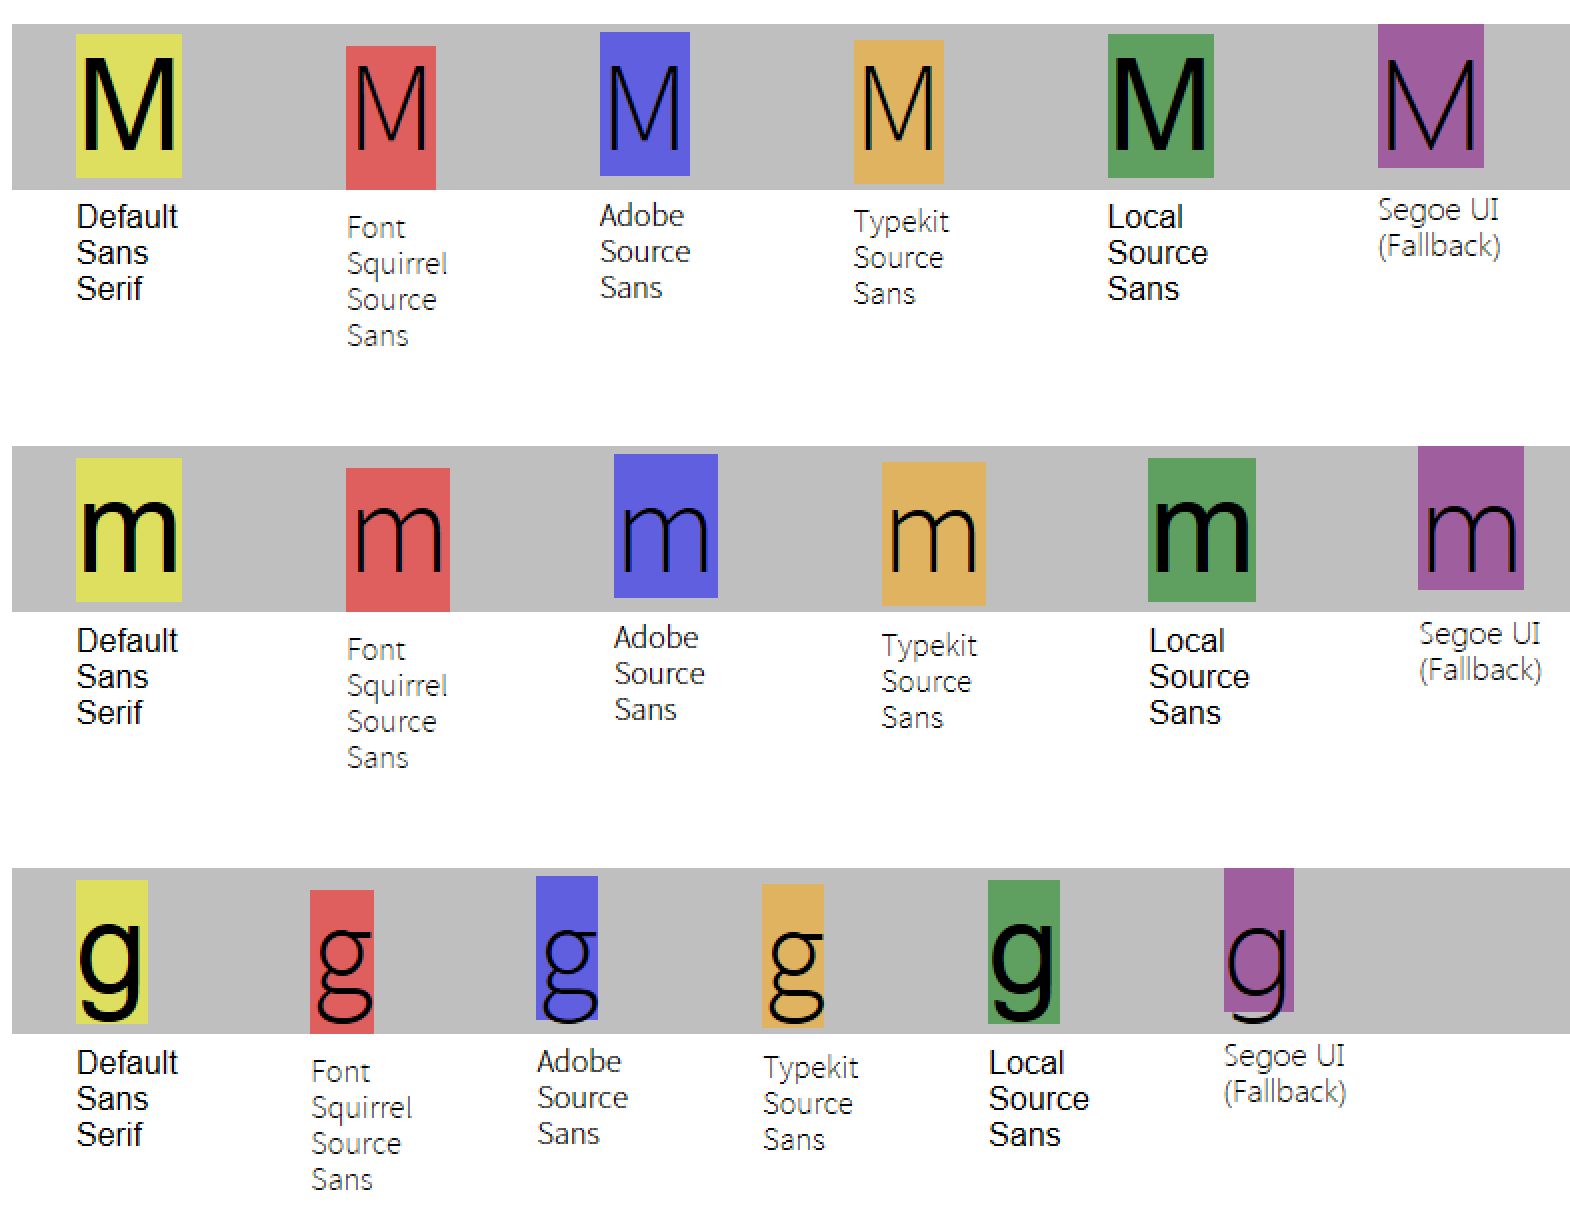 M M M M M M
Default
Sans
Serif
Font
Squirrel
Source
Sans
Adobe
Source
Sans
Typekit
Source
Sans
Local
Source
Sans
Segoe UI
(Fallback)
m m m m m m
Default
Sans
Serif
Font
Squirrel
Source
Sans
Adobe
Source
Sans
Typekit
Source
Sans
Local
Source
Sans
Segoe UI
(Fallback)
g g g g g g
Default
Sans
Serif
Font
Squirrel
Source
Sans
Adobe
Source
Sans
Typekit
Source
Sans
Local
Source
Sans
Segoe UI
(Fallback)